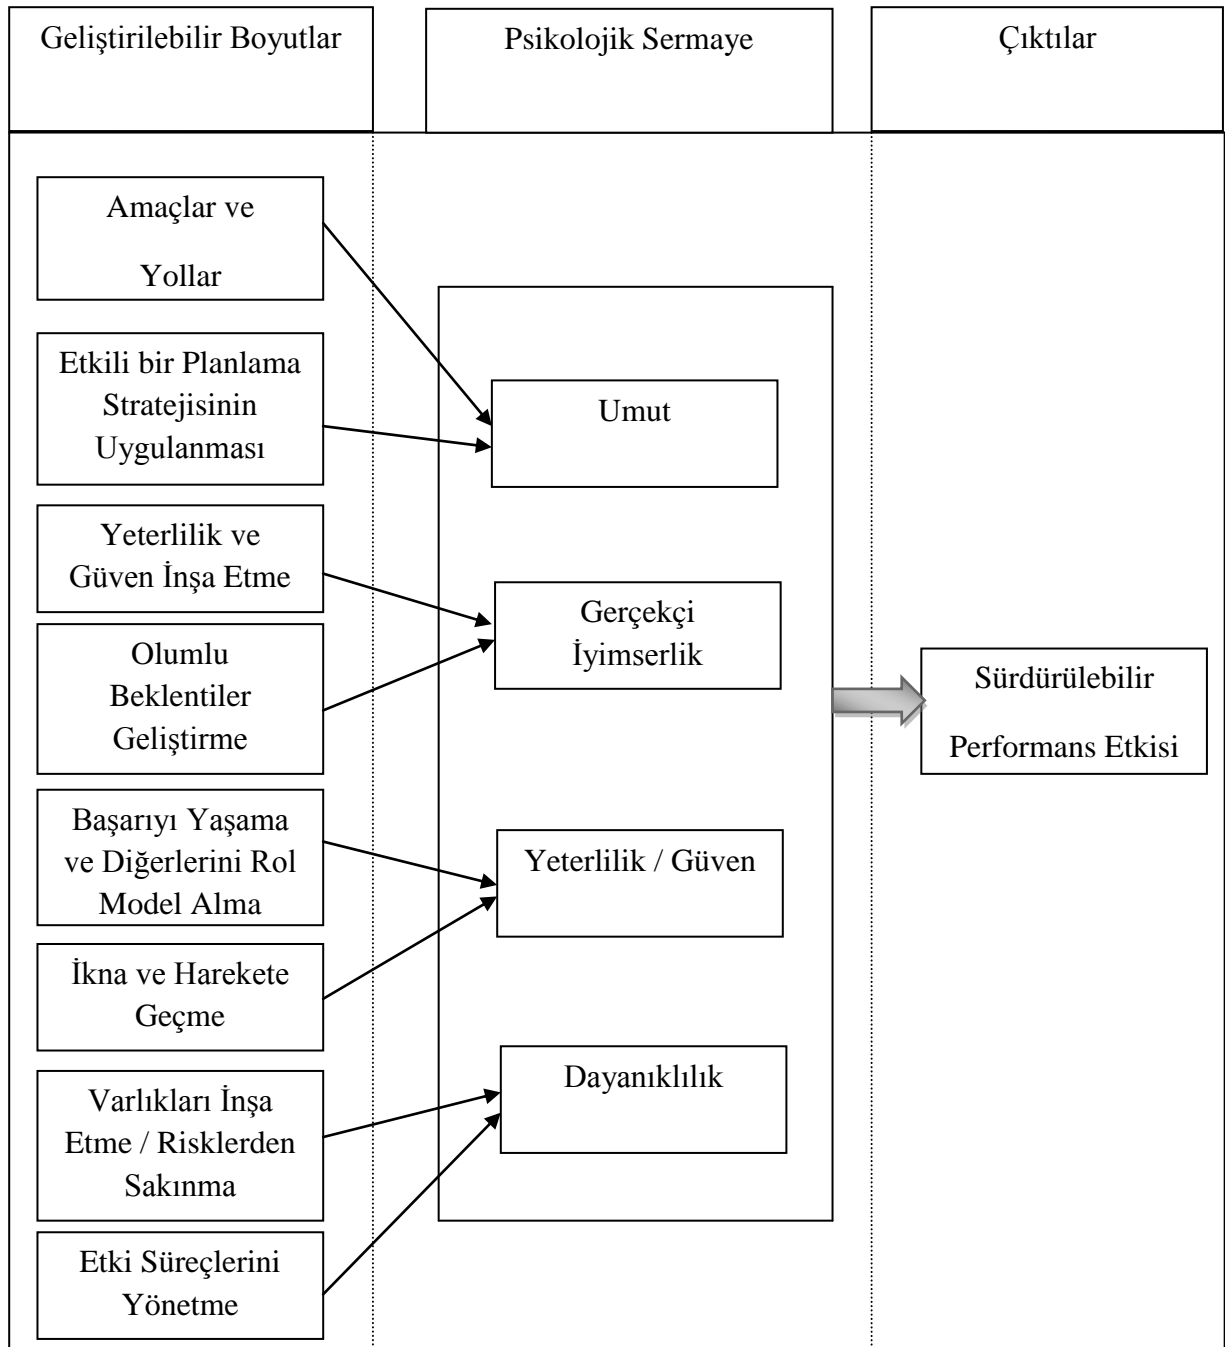 Geliştirilebilir Boyutlar
Psikolojik Sermaye
Çıktılar
Amaçlar ve
Yollar
Etkili bir Planlama
Stratejisinin
Uygulanması
Yeterlilik ve
Güven İnşa Etme
Olumlu
Beklentiler
Geliştirme
Başarıyı Yaşama
ve Diğerlerini Rol
Model Alma
İkna ve Harekete
Geçme
Varlıkları İnşa
Etme / Risklerden
Sakınma
Etki Süreçlerini
Yönetme
Umut
Gerçekçi
İyimserlik
Yeterlilik / Güven
Dayanıklılık
Sürdürülebilir
Performans Etkisi